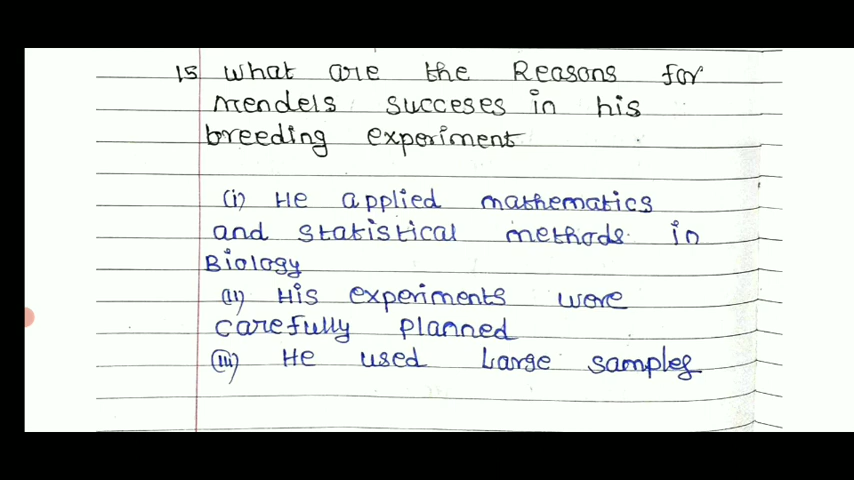 15 What are the Reasons for
mendels succeses in his
breeding experiment
(i) He applied mathematics
and statistical methods in
Biology
(ii) His experiments were
carefully planned
(iii) He used Large samples